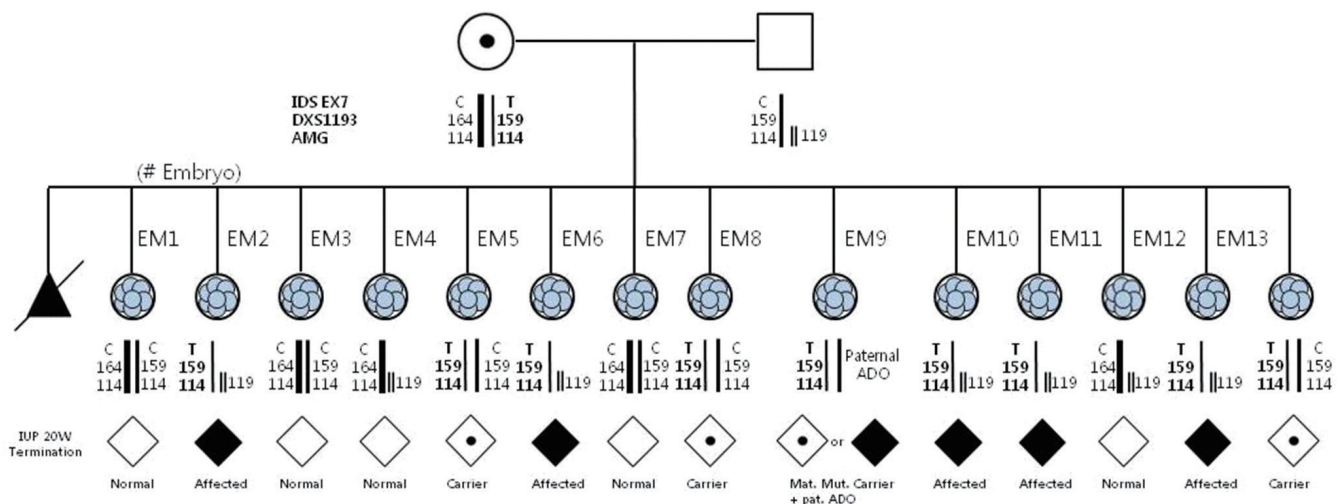 IDS EX7
DXS1193
AMG
C T
164 159
114 114
C
159
114 119
(# Embryo)
EM1 EM2 EM3 EM4 EM5 EM6 EM7 EM8 EM9 EM10 EM11 EM12 EM13
C C T C C C T C T C C T C T Paternal ADO T T C T T C
164 159 159 164 159 164 159 159 159 164 159 159 159 159 159 159 164 159 159 159
114 114 114 119 114 114 114 119 114 114 114 119 114 114 114 114 114 114 119 114 119 114 119 114 119 114 114
IUP 20W
Termination
or
Normal Affected Normal Normal Carrier Affected Normal Carrier Mat. Mut. Carrier Affected Affected Normal Affected Carrier
+ pat. ADO